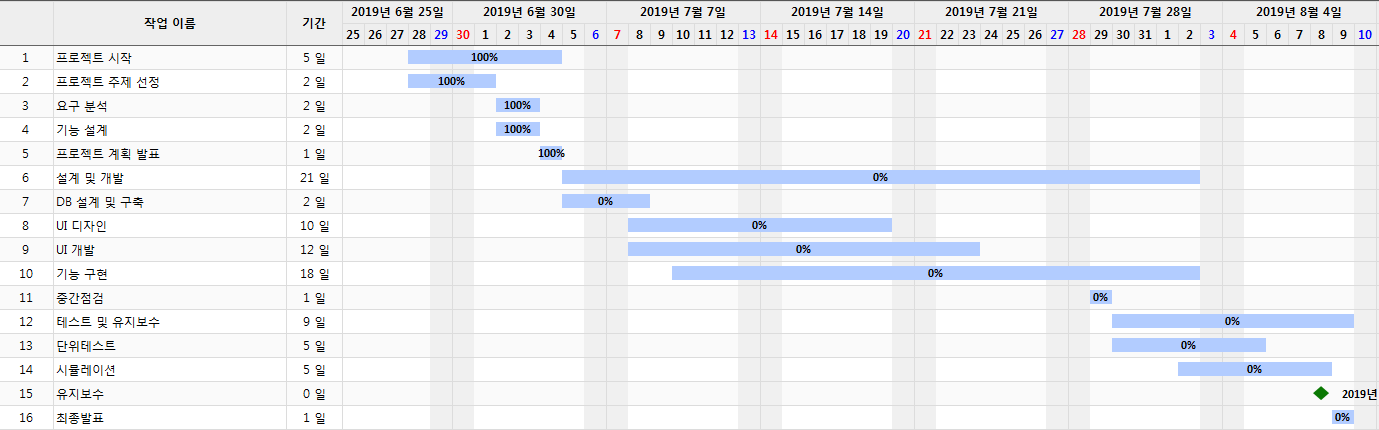 작업 이름 기간 2019년 6월 25일 2019년 6월 30일 2019년 7월 7일 2019년 7월 14일 2019년 7월 21일 2019년 7월 28일 2019년 8월 4일
25 26 27 28 29 30 1 2 3 4 5 6 7 8 9 10 11 12 13 14 15 16 17 18 19 20 21 22 23 24 25 26 27 28 29 30 31 1 2 3 4 5 6 7 8 9 10
1 프로젝트 시작 5 일 100%
2 프로젝트 주제 선정 2 일 100%
3 요구 분석 2 일 100%
4 기능 설계 2 일 100%
5 프로젝트 계획 발표 1 일 100%
6 설계 및 개발 21 일 0%
7 DB 설계 및 구축 2 일 0%
8 UI 디자인 10 일 0%
9 UI 개발 12 일 0%
10 기능 구현 18 일 0%
11 중간점검 1 일 0%
12 테스트 및 유지보수 9 일 0%
13 단위테스트 5 일 0%
14 시뮬레이션 5 일 0%
15 유지보수 0 일 2019년
16 최종발표 1 일 0%